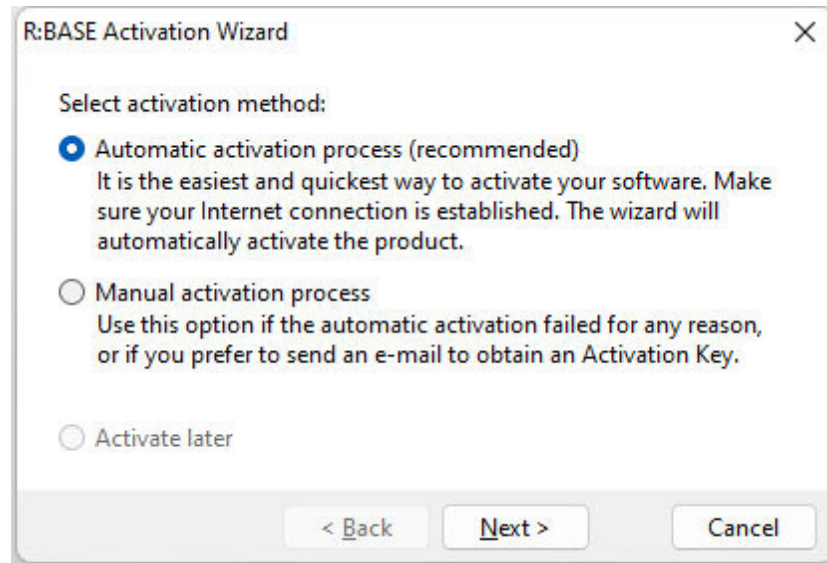 R:BASE Activation Wizard
Select activation method:
Automatic activation process (recommended)
It is the easiest and quickest way to activate your software. Make
sure your Internet connection is established. The wizard will
automatically activate the product.
Manual activation process
Use this option if the automatic activation failed for any reason,
or if you prefer to send an e-mail to obtain an Activation Key.
Activate later
< Back Next > Cancel